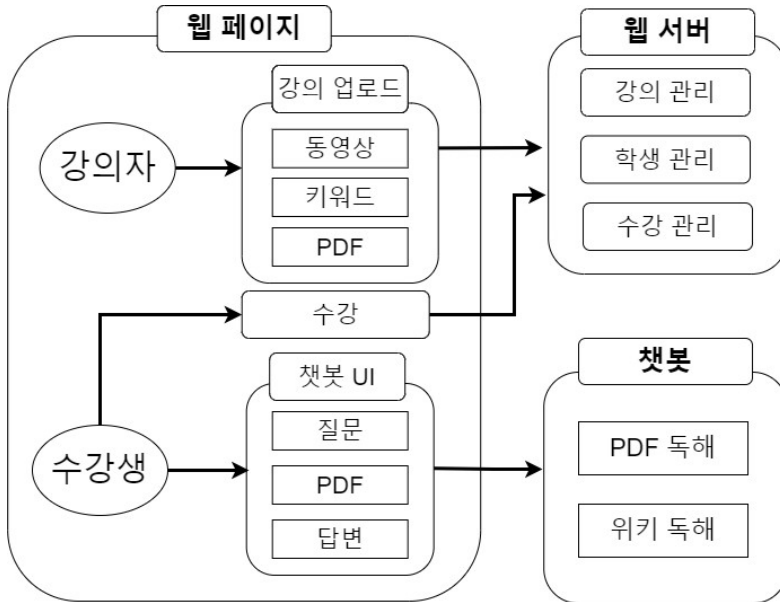 웹 페이지
강의자
강의 업로드
동영상
키워드
PDF
수강
수강생
챗봇 UI
질문
PDF
답변
웹 서버
강의 관리
학생 관리
수강 관리
챗봇
PDF 독해
위키 독해